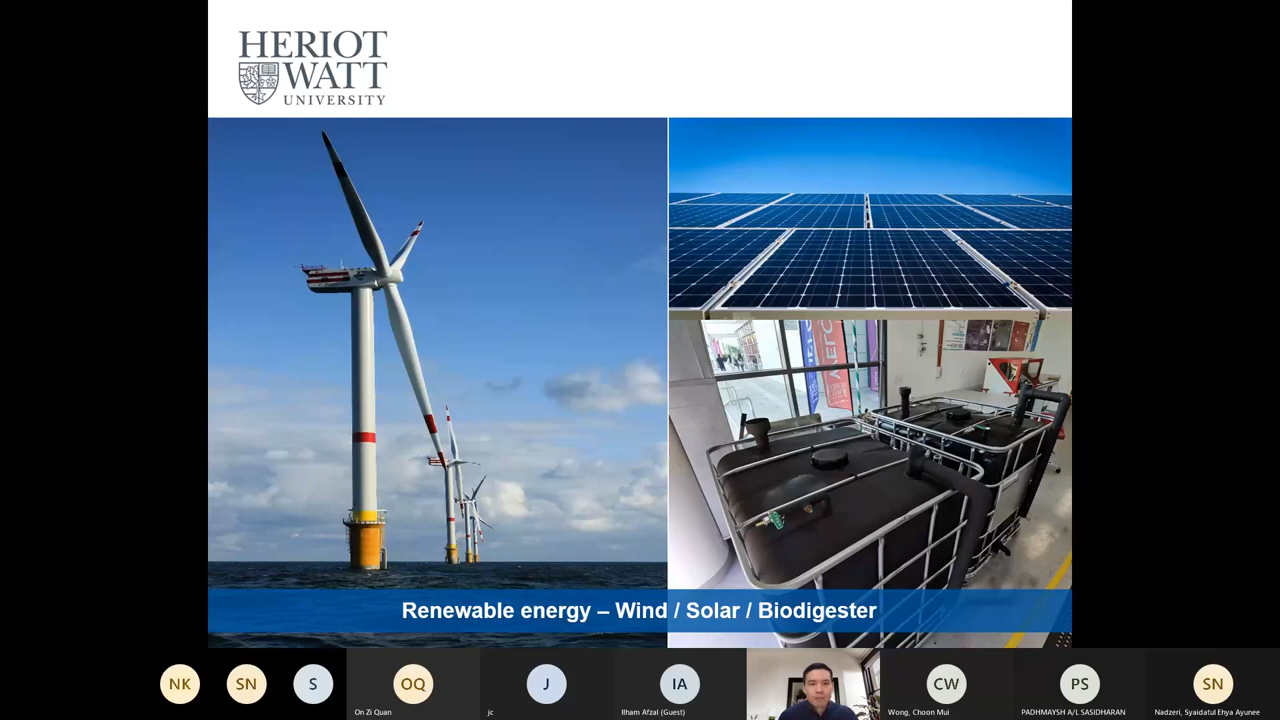 HERIOT
WATT
UNIVERSITY
Renewable energy – Wind / Solar / Biodigester
NK
SN
S
OQ
J
IA
CW
PS
SN
On Zi Quan
jc
Ilham Afzal (Guest)
Wong, Choon Mui
PADHMAYSH A/L SASIDHARAN
Nadzeri, Syaidatul Ehya Ayunee